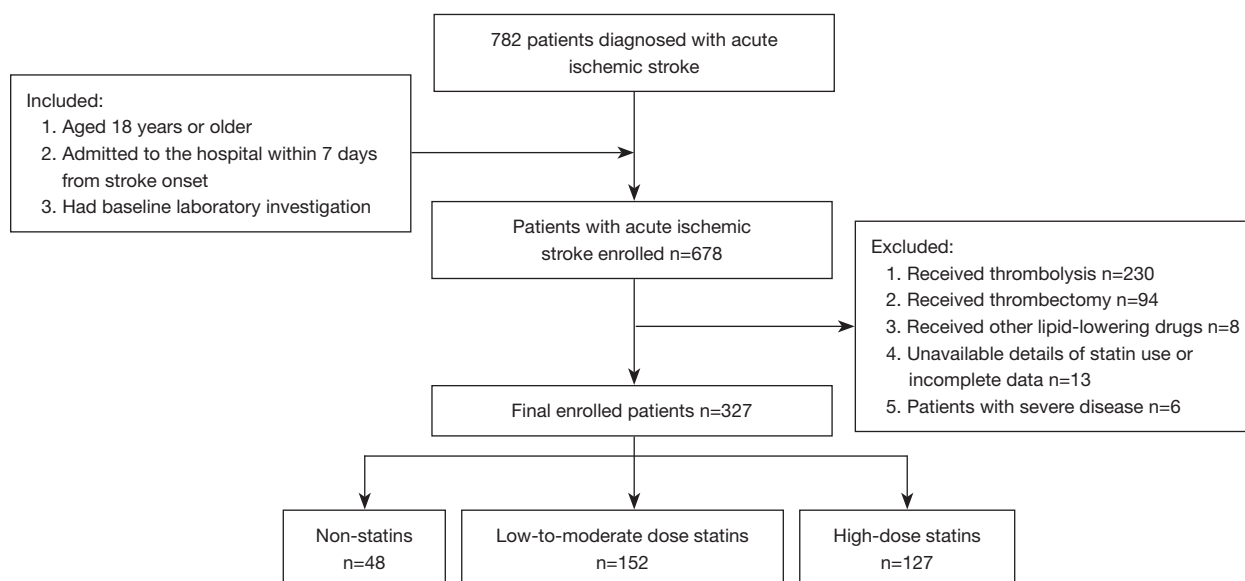 782 patients diagnosed with acute
ischemic stroke
Included:
1. Aged 18 years or older
2. Admitted to the hospital within 7 days
from stroke onset
3. Had baseline laboratory investigation
Patients with acute ischemic
stroke enrolled n=678
Excluded:
1. Received thrombolysis n=230
2. Received thrombectomy n=94
3. Received other lipid-lowering drugs n=8
4. Unavailable details of statin use or
incomplete data n=13
5. Patients with severe disease n=6
Final enrolled patients n=327
Non-statins
n=48
Low-to-moderate dose statins
n=152
High-dose statins
n=127